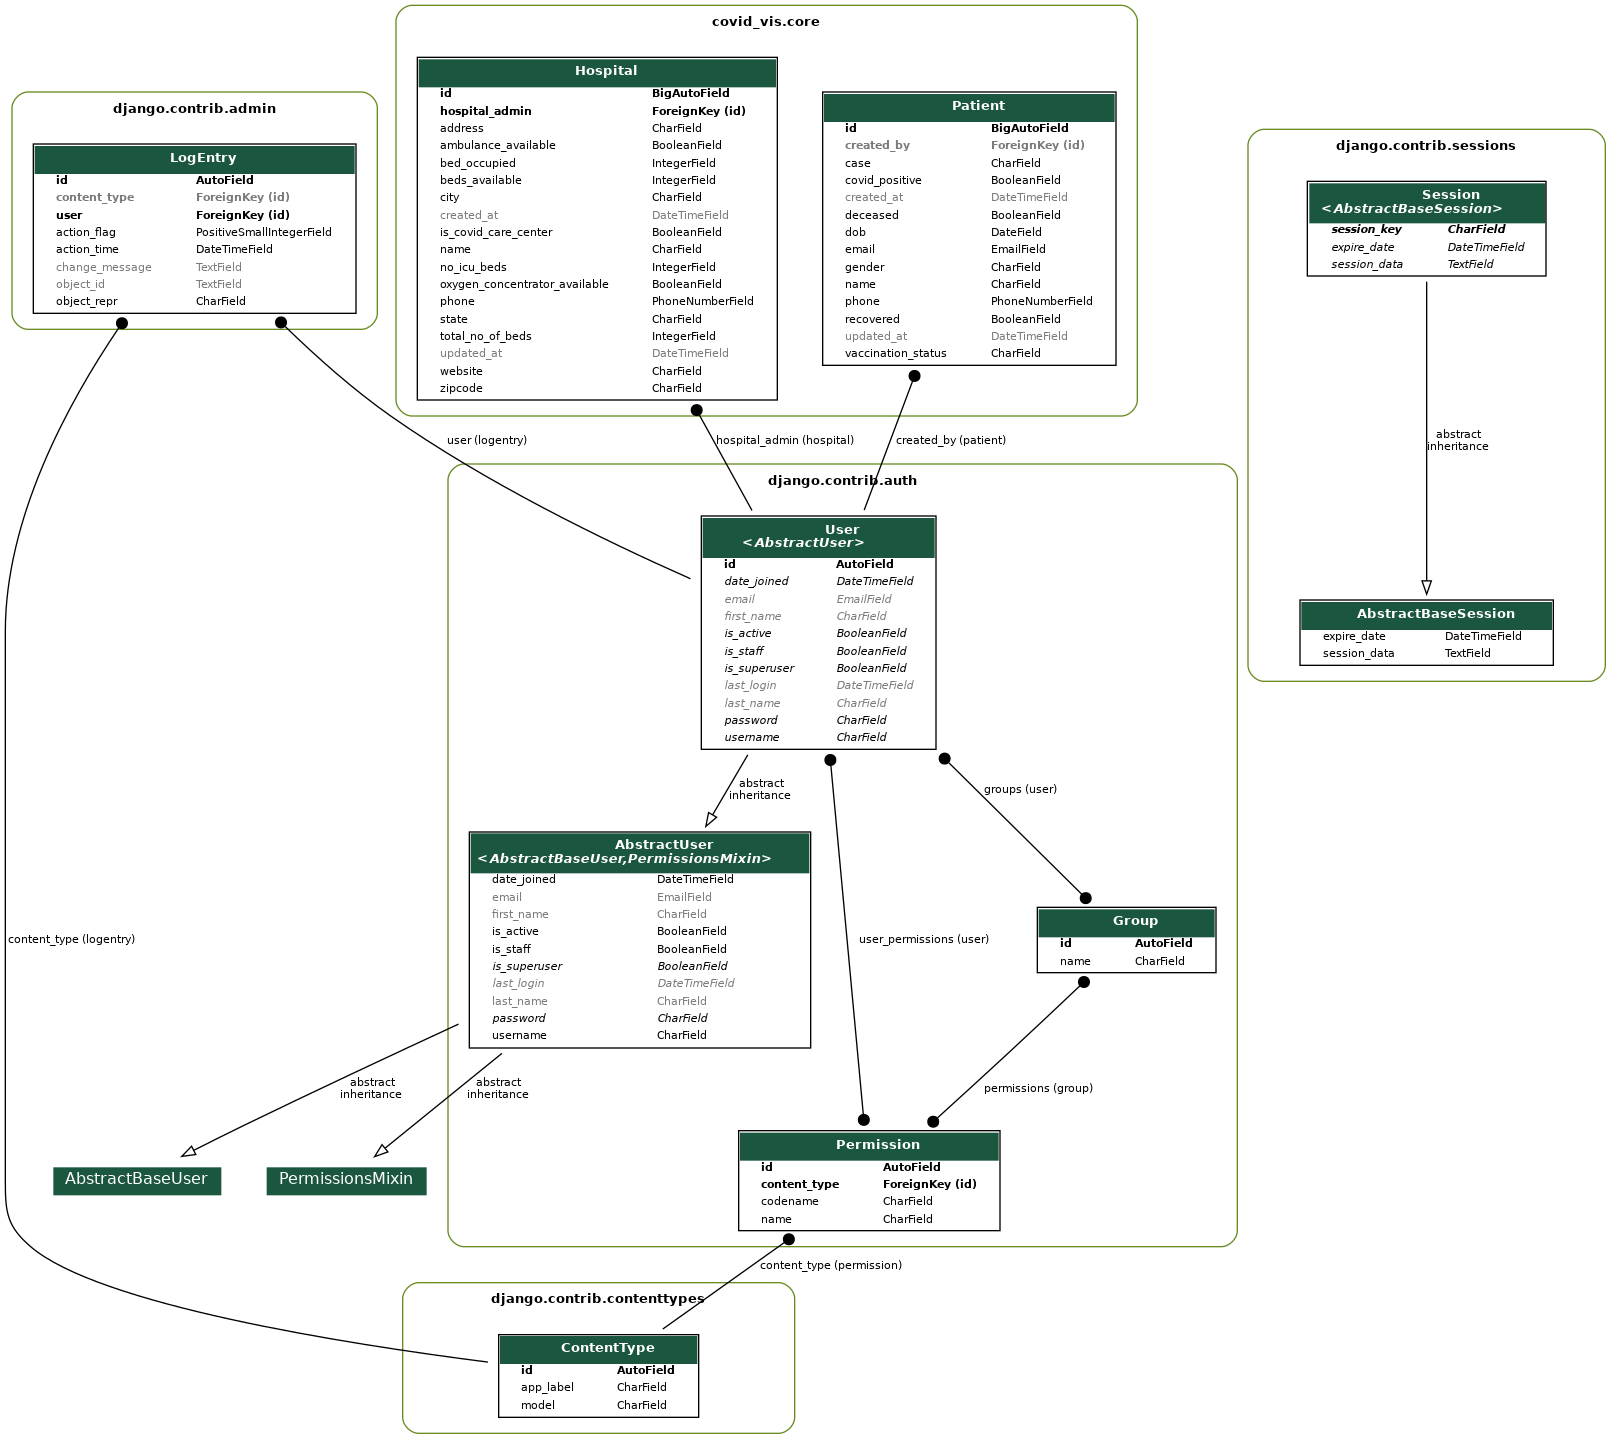 covid_vis.core
Hospital
id BigAutoField
hospital_admin ForeignKey (id)
address CharField
ambulance_available BooleanField
bed_occupied IntegerField
beds_available IntegerField
city CharField
created_at DateTimeField
is_covid_care_center BooleanField
name CharField
no_icu_beds IntegerField
oxygen_concentrator_available BooleanField
phone PhoneNumberField
state CharField
total_no_of_beds IntegerField
updated_at DateTimeField
website CharField
zipcode CharField
Patient
id BigAutoField
created_by ForeignKey (id)
case CharField
covid_positive BooleanField
created_at DateTimeField
deceased BooleanField
dob DateField
email EmailField
gender CharField
name CharField
phone PhoneNumberField
recovered BooleanField
updated_at DateTimeField
vaccination_status CharField
django.contrib.admin
LogEntry
id AutoField
content_type ForeignKey (id)
user ForeignKey (id)
action_flag PositiveSmallIntegerField
action_time DateTimeField
change_message TextField
object_id TextField
object_repr CharField
django.contrib.sessions
Session
<AbstractBaseSession>
session_key CharField
expire_date DateTimeField
session_data TextField
abstract
inheritance
AbstractBaseSession
expire_date DateTimeField
session_data TextField
user (logentry)
hospital_admin (hospital)
created_by (patient)
django.contrib.auth
User
<AbstractUser>
id AutoField
date_joined DateTimeField
email EmailField
first_name CharField
is_active BooleanField
is_staff BooleanField
is_superuser BooleanField
last_login DateTimeField
last_name CharField
password CharField
username CharField
abstract
inheritance
groups (user)
AbstractUser
<AbstractBaseUser,PermissionsMixin>
date_joined DateTimeField
email EmailField
first_name CharField
is_active BooleanField
is_staff BooleanField
is_superuser BooleanField
last_login DateTimeField
last_name CharField
password CharField
username CharField
user_permissions (user)
Group
id AutoField
name CharField
content_type (logentry)
abstract
inheritance
abstract
inheritance
permissions (group)
AbstractBaseUser
PermissionsMixin
Permission
id AutoField
content_type ForeignKey (id)
codename CharField
name CharField
content_type (permission)
django.contrib.contenttypes
ContentType
id AutoField
app_label CharField
model CharField